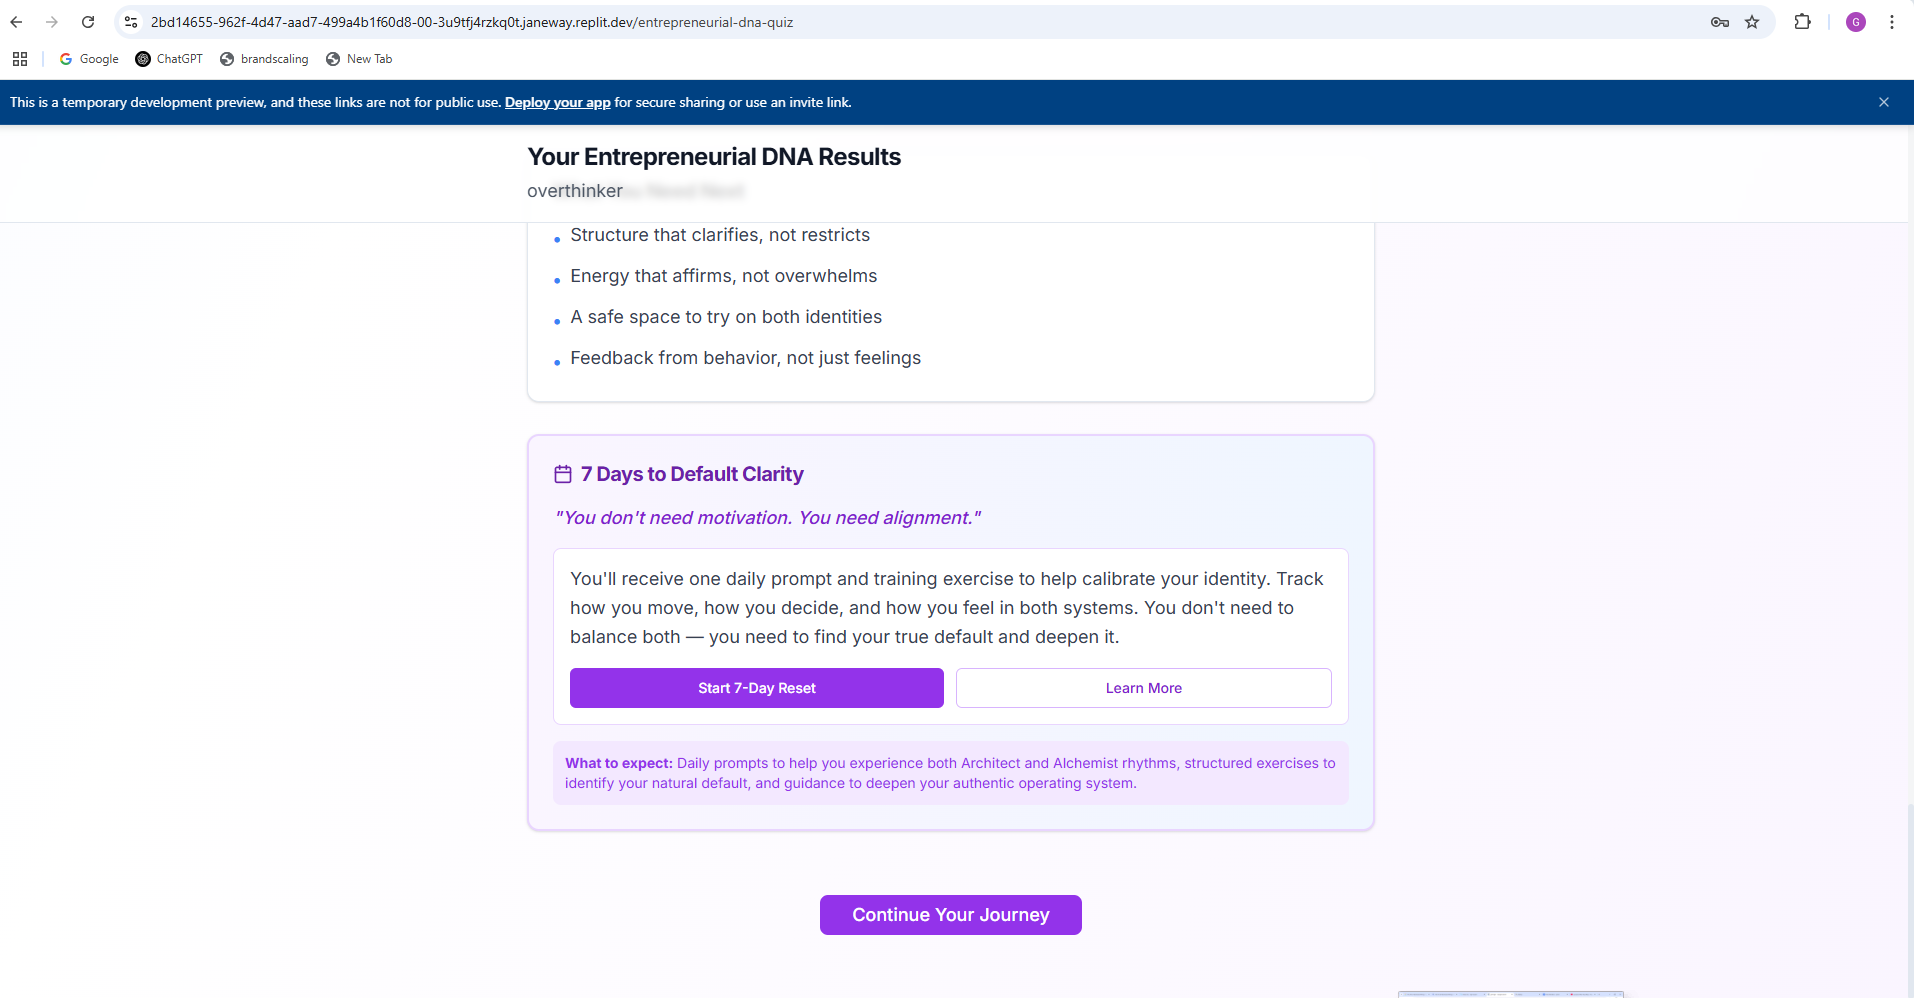 2bd14655-962f-4d47-aad7-499a4b1f60d8-00-3u9tfj4rzkq0t.janeway.replit.dev/entrepreneurial-dna-quiz
G
Google
ChatGPT
brandscaling
New Tab
This is a temporary development preview, and these links are not for public use. Deploy your app for secure sharing or use an invite link.
Your Entrepreneurial DNA Results
overthinker
Structure that clarifies, not restricts
Energy that affirms, not overwhelms
A safe space to try on both identities
Feedback from behavior, not just feelings
7 Days to Default Clarity
"You don't need motivation. You need alignment."
You'll receive one daily prompt and training exercise to help calibrate your identity. Track
how you move, how you decide, and how you feel in both systems. You don't need to
balance both — you need to find your true default and deepen it.
Start 7-Day Reset
Learn More
What to expect: Daily prompts to help you experience both Architect and Alchemist rhythms, structured exercises to
identify your natural default, and guidance to deepen your authentic operating system.
Continue Your Journey